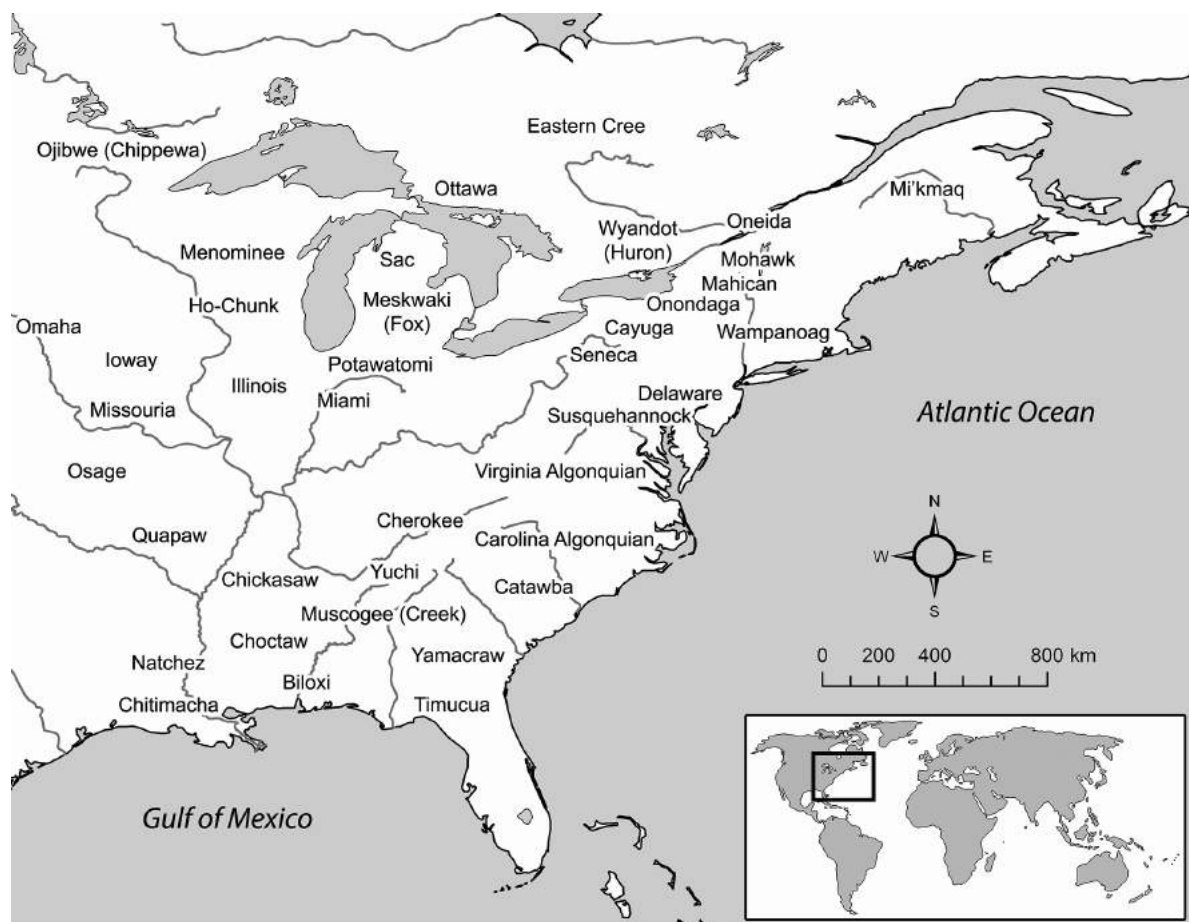 Eastern Cree
Ojibwe (Chippewa)
Ottawa
Mi'kmaq
Oneida
Wyandot
(Huron)
Menominee
Sac
Mohawk
Mahican
Ho-Chunk
Meskwaki
(Fox)
Onondaga
Omaha
Cayuga
Wampanoag
Ioway
Potawatomi
Seneca
Illinois
Miami
Delaware
Missouria
Susquehannock
Atlantic Ocean
Osage
Virginia Algonquian
N
Cherokee
Quapaw
Carolina Algonquian
W
E
Chickasaw
Yuchi
Catawba
S
Muscogee (Creek)
Choctaw
Natchez
Yamacraw
0 200 400 800 km
Biloxi
Chitimacha
Timucua
Gulf of Mexico